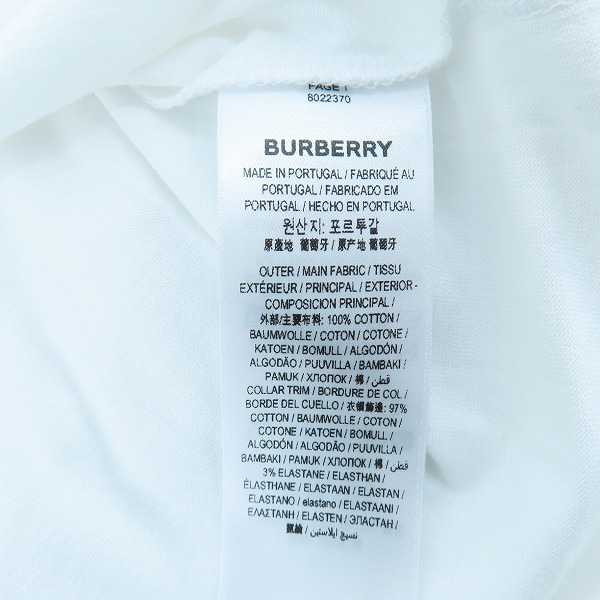 PAGE 1
8022370
BURBERRY
MADE IN PORTUGAL / FABRIQUÉ AU
PORTUGAL / FABRICADO EM
PORTUGAL / HECHO EN PORTUGAL
원산지: 포르투갈
原產地 葡萄牙 / 原产地 葡萄牙
OUTER / MAIN FABRIC / TISSU
EXTÉRIEUR / PRINCIPAL / EXTERIOR -
COMPOSICIÓN PRINCIPAL /
外部/主要布料: 100% COTTON /
BAUMWOLLE / COTON / COTONE /
KATOEN / BOMULL / ALGODÓN /
ALGODÃO / PUUVILLA / BAMBAKI /
PAMUK / ХЛОПОК / 棉 / قطن /
COLLAR TRIM / BORDURE DE COL /
BORDE DEL CUELLO / 衣領飾邊: 97%
COTTON / BAUMWOLLE / COTON /
COTONE / KATOEN / BOMULL /
ALGODÓN / ALGODÃO / PUUVILLA /
BAMBAKI / PAMUK / ХЛОПОК / 棉 / قطن /
3% ELASTANE / ELASTHAN /
ÉLASTHANNE / ELASTAAN / ELASTAN /
ELASTANO / elastano / ELASTAANI /
ΕΛΑΣΤΑΝΗ / ELASTEN / ЭЛАСТАН /
氨綸 / نسيج ايلاستين